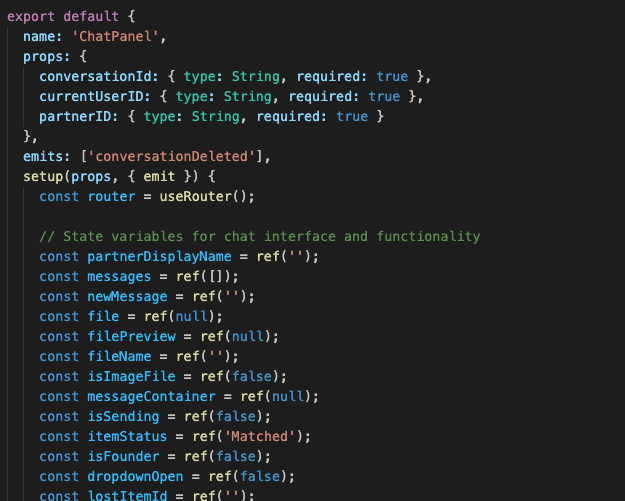 export default {
  name: 'ChatPanel',
  props: {
    conversationId: { type: String, required: true },
    currentUserID: { type: String, required: true },
    partnerID: { type: String, required: true }
  },
  emits: ['conversationDeleted'],
  setup(props, { emit }) {
    const router = useRouter();

    // State variables for chat interface and functionality
    const partnerDisplayName = ref('');
    const messages = ref([]);
    const newMessage = ref('');
    const file = ref(null);
    const filePreview = ref(null);
    const fileName = ref('');
    const isImageFile = ref(false);
    const messageContainer = ref(null);
    const isSending = ref(false);
    const itemStatus = ref('Matched');
    const isFounder = ref(false);
    const dropdownOpen = ref(false);
    const lostItemId = ref('');